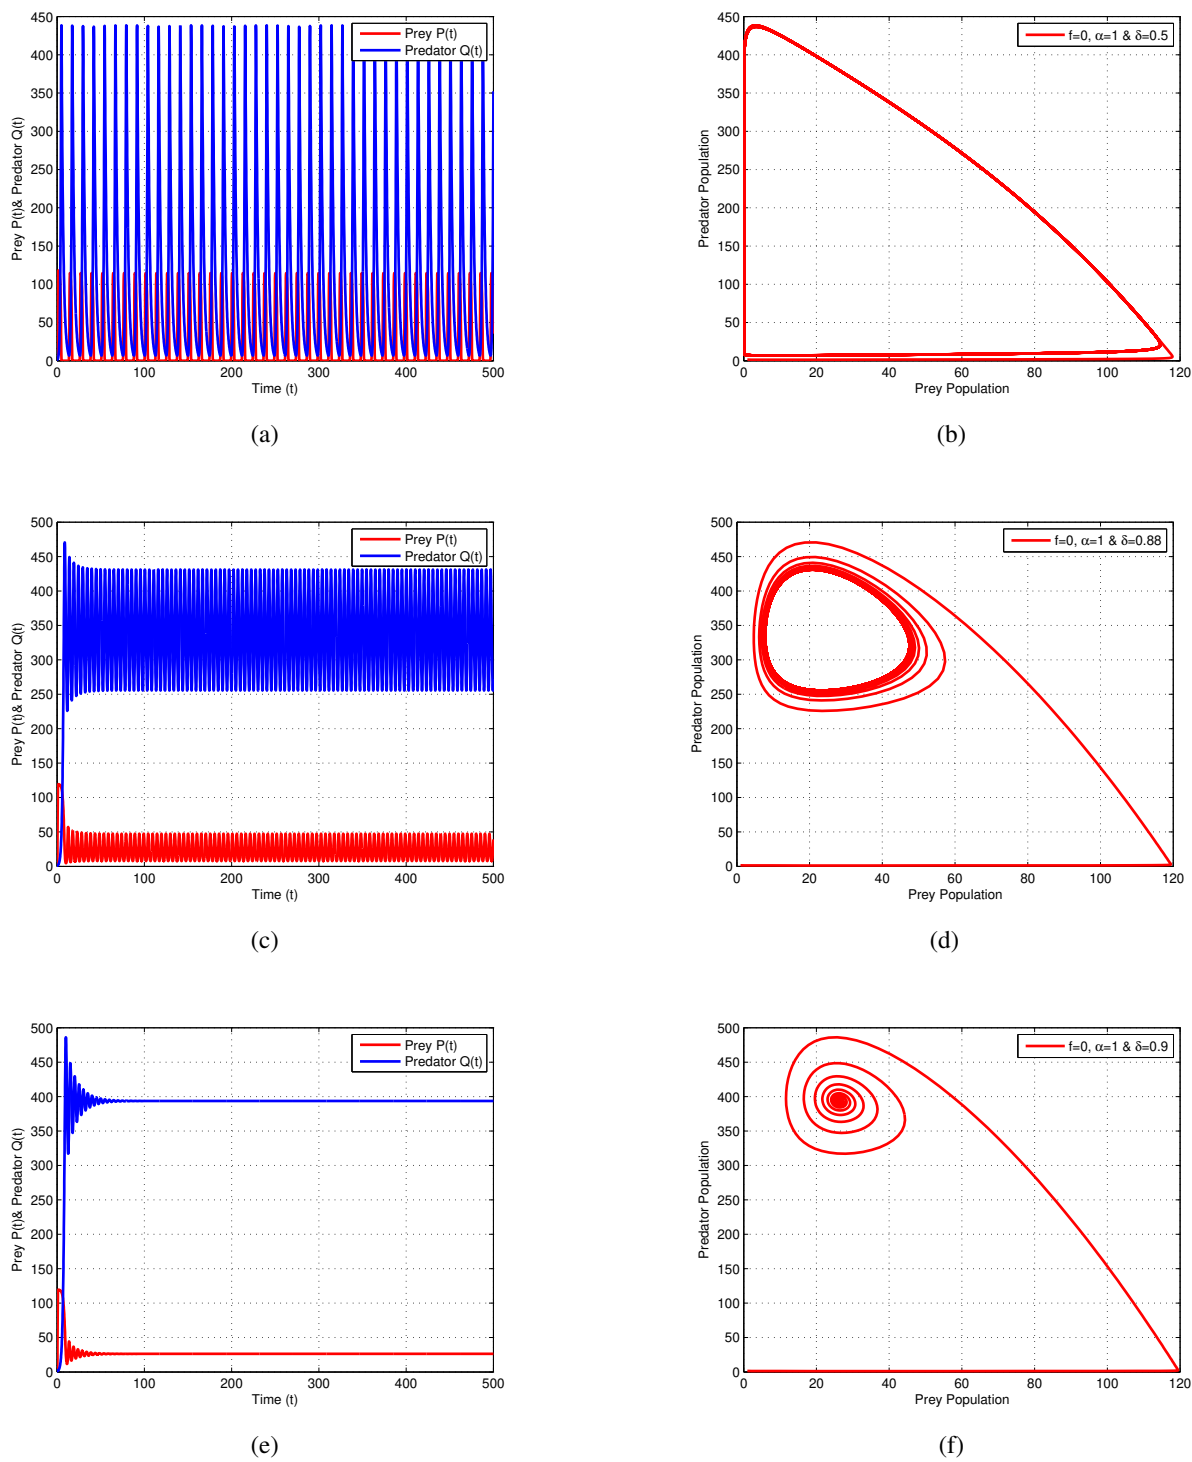 Prey P(t)& Predator Q(t)
450
400
350
300
250
200
150
100
50
0
0 100 200 300 400 500
Time (t)
Prey P(t)
Predator Q(t)
(a)
Predator Population
450
400
350
300
250
200
150
100
50
0
0 20 40 60 80 100 120
Prey Population
f=0, α=1 & δ=0.5
(b)
Prey P(t)& Predator Q(t)
500
450
400
350
300
250
200
150
100
50
0
0 100 200 300 400 500
Time (t)
Prey P(t)
Predator Q(t)
(c)
Predator Population
500
450
400
350
300
250
200
150
100
50
0
0 20 40 60 80 100 120
Prey Population
f=0, α=1 & δ=0.88
(d)
Prey P(t)& Predator Q(t)
500
450
400
350
300
250
200
150
100
50
0
0 100 200 300 400 500
Time (t)
Prey P(t)
Predator Q(t)
(e)
Predator Population
500
450
400
350
300
250
200
150
100
50
0
0 20 40 60 80 100 120
Prey Population
f=0, α=1 & δ=0.9
(f)